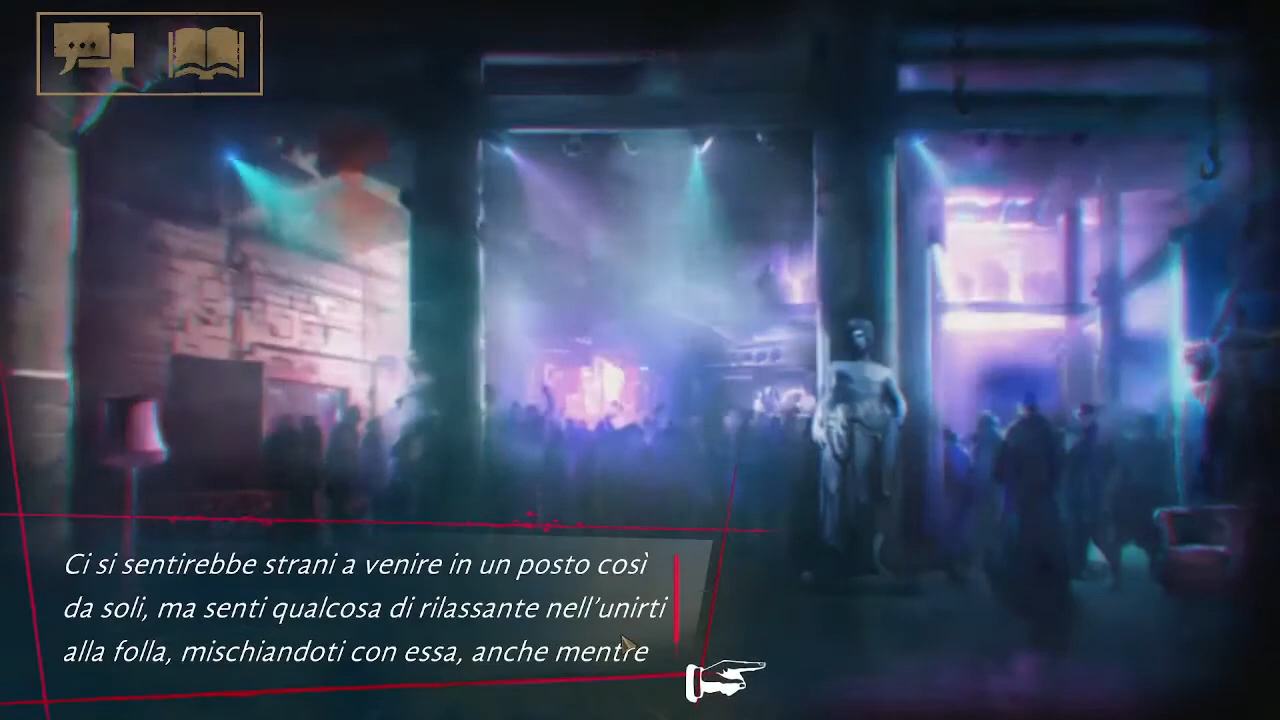 Ci si sentirebbe strani a venire in un posto così
da soli, ma senti qualcosa di rilassante nell’unirti
alla folla, mischiandoti con essa, anche mentre